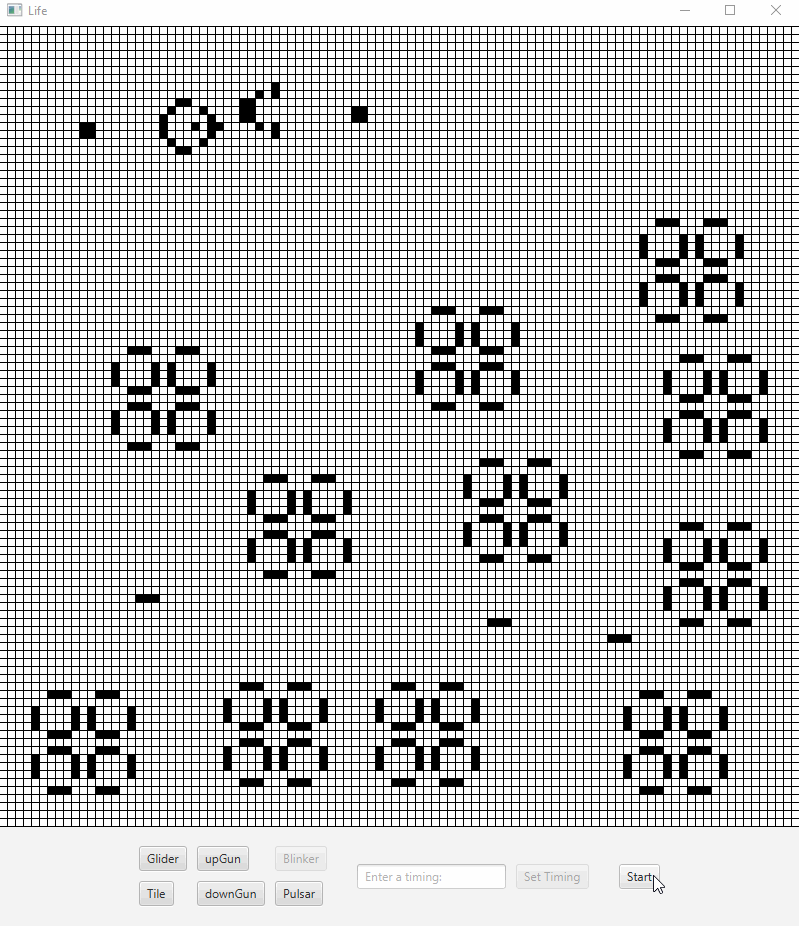 Life
Glider upGun Blinker
Enter a timing: Set Timing Start
Tile downGun Pulsar